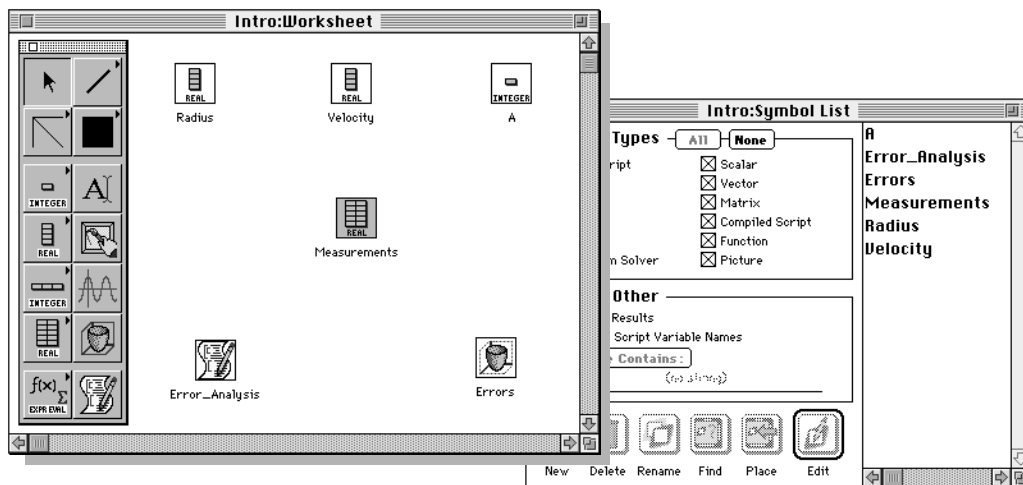 Intro:Worksheet
REAL
Radius
REAL
Velocity
INTEGER
A
REAL
Measurements
Error_Analysis
Errors
INTEGER
A
REAL
INTEGER
REAL
f(x) Σ
EXPR EVAL
Intro:Symbol List
Types All None
ript
Scalar
Vector
Matrix
Compiled Script
Function
n Solver
Picture
Other
Results
Script Variable Names
Contains:
(no string)
New Delete Rename Find Place Edit
A
Error_Analysis
Errors
Measurements
Radius
Velocity